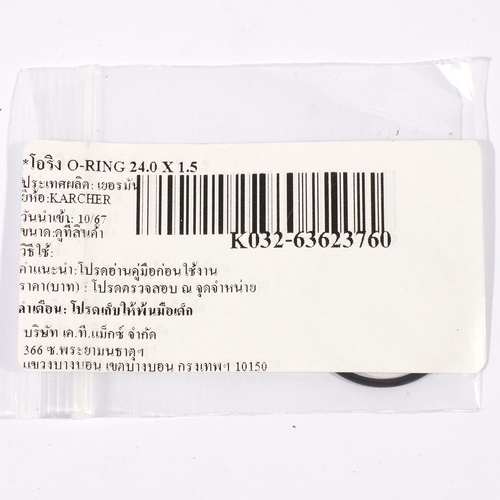 *โอริง O-RING 24.0 X 1.5
ประเทศผลิต: เยอรมัน
ยี่ห้อ:KARCHER
วันนำเข้า: 10/67
ขนาด:ดูที่สินค้า
K032-63623760
วิธีใช้:
คำแนะนำ:โปรดอ่านคู่มือก่อนใช้งาน
ราคา(บาท) : โปรดตรวจสอบ ณ จุดจำหน่าย
คำเตือน: โปรดเก็บให้พ้นมือเด็ก
บริษัท เค.ที.แม็กซ์ จำกัด
366 ซ.พระยามนธาตุฯ
แขวงบางบอน เขตบางบอน กรุงเทพฯ 10150